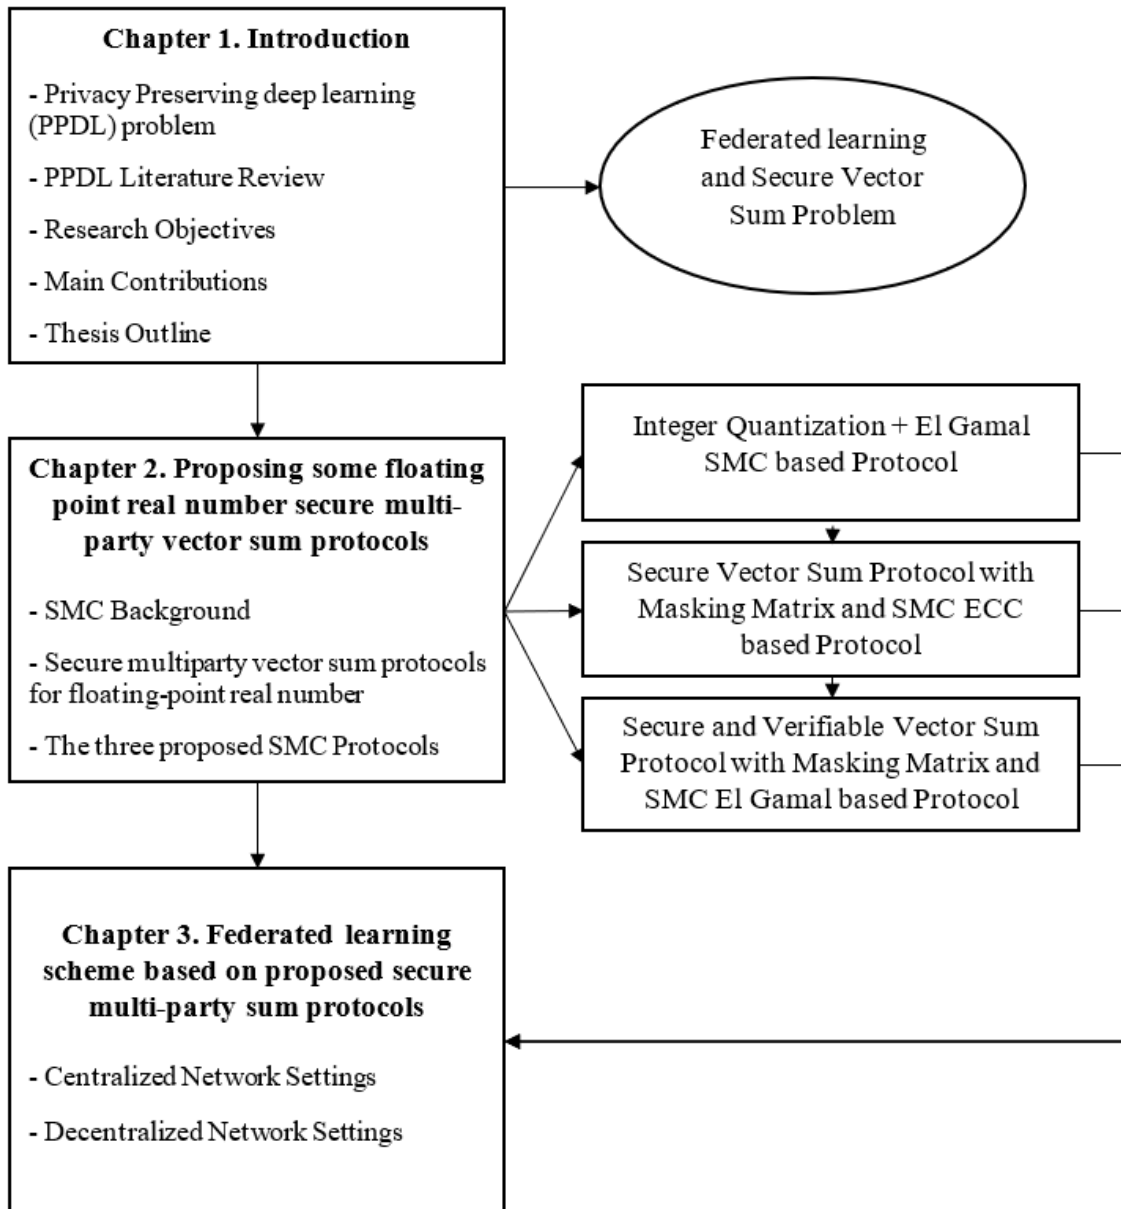 Chapter 1. Introduction
- Privacy Preserving deep learning
(PPDL) problem
- PPDL Literature Review
- Research Objectives
- Main Contributions
- Thesis Outline
Federated learning
and Secure Vector
Sum Problem
Chapter 2. Proposing some floating
point real number secure multi-
party vector sum protocols
- SMC Background
- Secure multiparty vector sum protocols
for floating-point real number
- The three proposed SMC Protocols
Integer Quantization + El Gamal
SMC based Protocol
Secure Vector Sum Protocol with
Masking Matrix and SMC ECC
based Protocol
Secure and Verifiable Vector Sum
Protocol with Masking Matrix and
SMC El Gamal based Protocol
Chapter 3. Federated learning
scheme based on proposed secure
multi-party sum protocols
- Centralized Network Settings
- Decentralized Network Settings